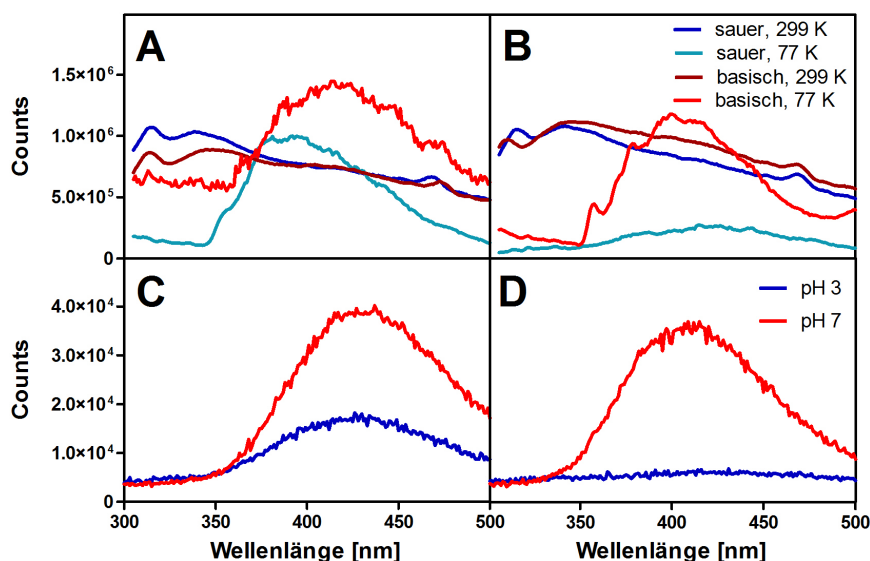 A
B
sauer, 299 K
sauer, 77 K
basisch, 299 K
basisch, 77 K
Counts
1.5×10⁶
1.0×10⁶
5.0×10⁵
0
C
D
pH 3
pH 7
Counts
4.0×10⁴
3.0×10⁴
2.0×10⁴
1.0×10⁴
0
300 350 400 450 500 350 400 450 500
Wellenlänge [nm] Wellenlänge [nm]